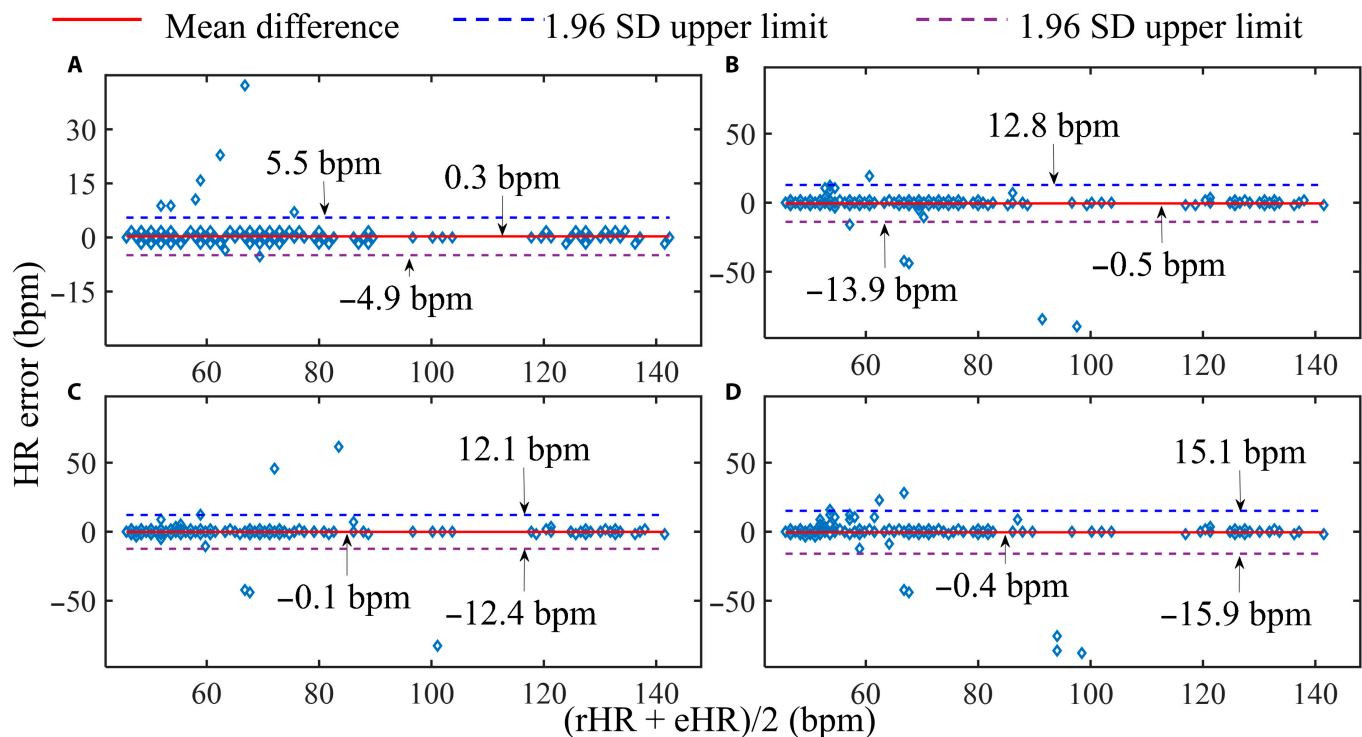 Mean difference 1.96 SD upper limit 1.96 SD upper limit
A
30
15
0
−15
5.5 bpm
0.3 bpm
−4.9 bpm
60 80 100 120 140
B
50
0
−50
12.8 bpm
−0.5 bpm
−13.9 bpm
60 80 100 120 140
C
50
0
−50
12.1 bpm
−0.1 bpm
−12.4 bpm
60 80 100 120 140
D
50
0
−50
15.1 bpm
−0.4 bpm
−15.9 bpm
60 80 100 120 140
HR error (bpm)
(rHR + eHR)/2 (bpm)